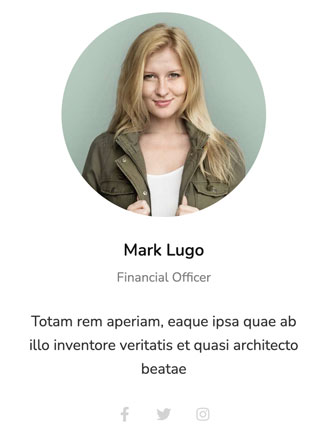 Mark Lugo
Financial Officer
Totam rem aperiam, eaque ipsa quae ab
illo inventore veritatis et quasi architecto
beatae